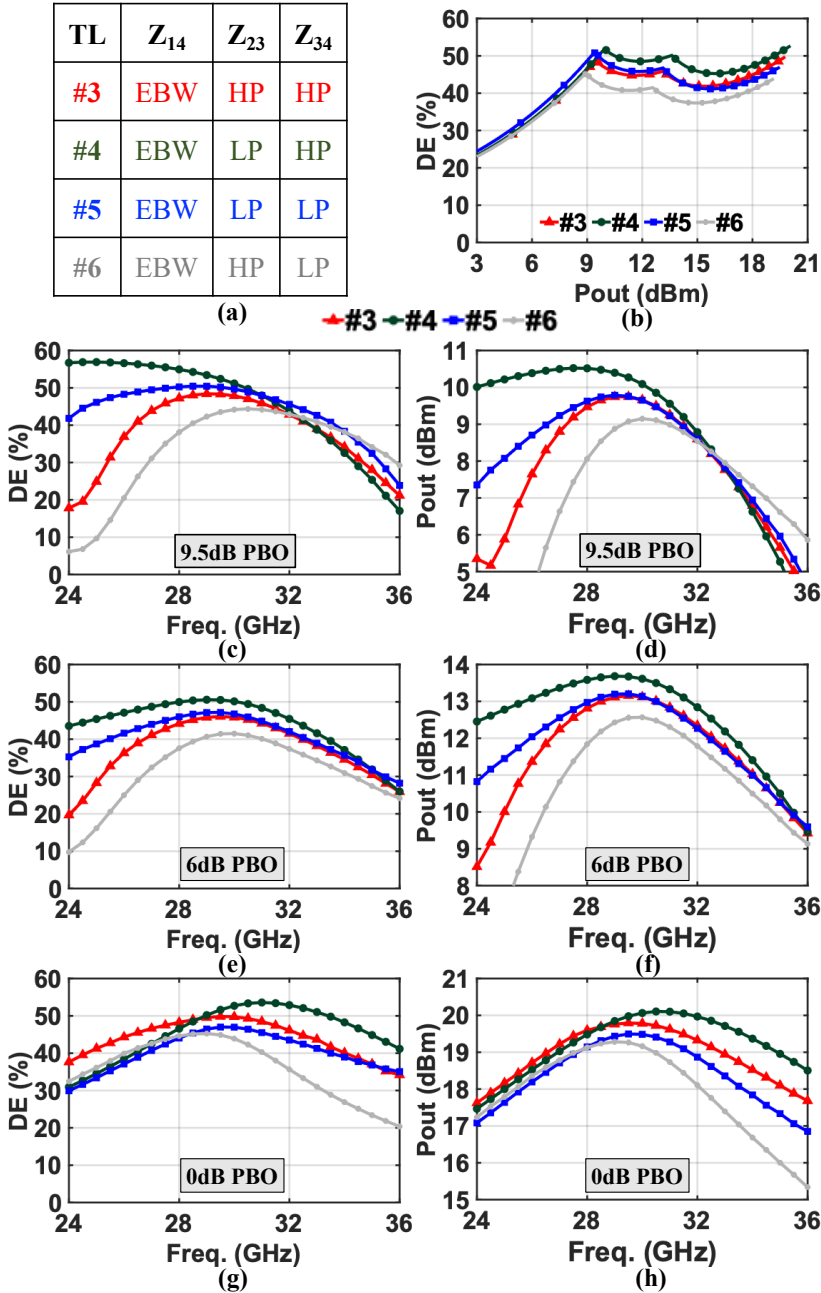 TL Z14 Z23 Z34
#3 EBW HP HP
#4 EBW LP HP
#5 EBW LP LP
#6 EBW HP LP
(a)
60
50
40
30
20
10
0
DE (%)
#3 #4 #5 #6
3 6 9 12 15 18 21
Pout (dBm)
(b)
#3 #4 #5 #6
60
50
40
30
20
10
0
DE (%)
9.5dB PBO
24 28 32 36
Freq. (GHz)
(c)
11
10
9
8
7
6
5
Pout (dBm)
9.5dB PBO
24 28 32 36
Freq. (GHz)
(d)
60
50
40
30
20
10
0
DE (%)
6dB PBO
24 28 32 36
Freq. (GHz)
(e)
14
13
12
11
10
9
8
Pout (dBm)
6dB PBO
24 28 32 36
Freq. (GHz)
(f)
60
50
40
30
20
10
0
DE (%)
0dB PBO
24 28 32 36
Freq. (GHz)
(g)
21
20
19
18
17
16
15
Pout (dBm)
0dB PBO
24 28 32 36
Freq. (GHz)
(h)